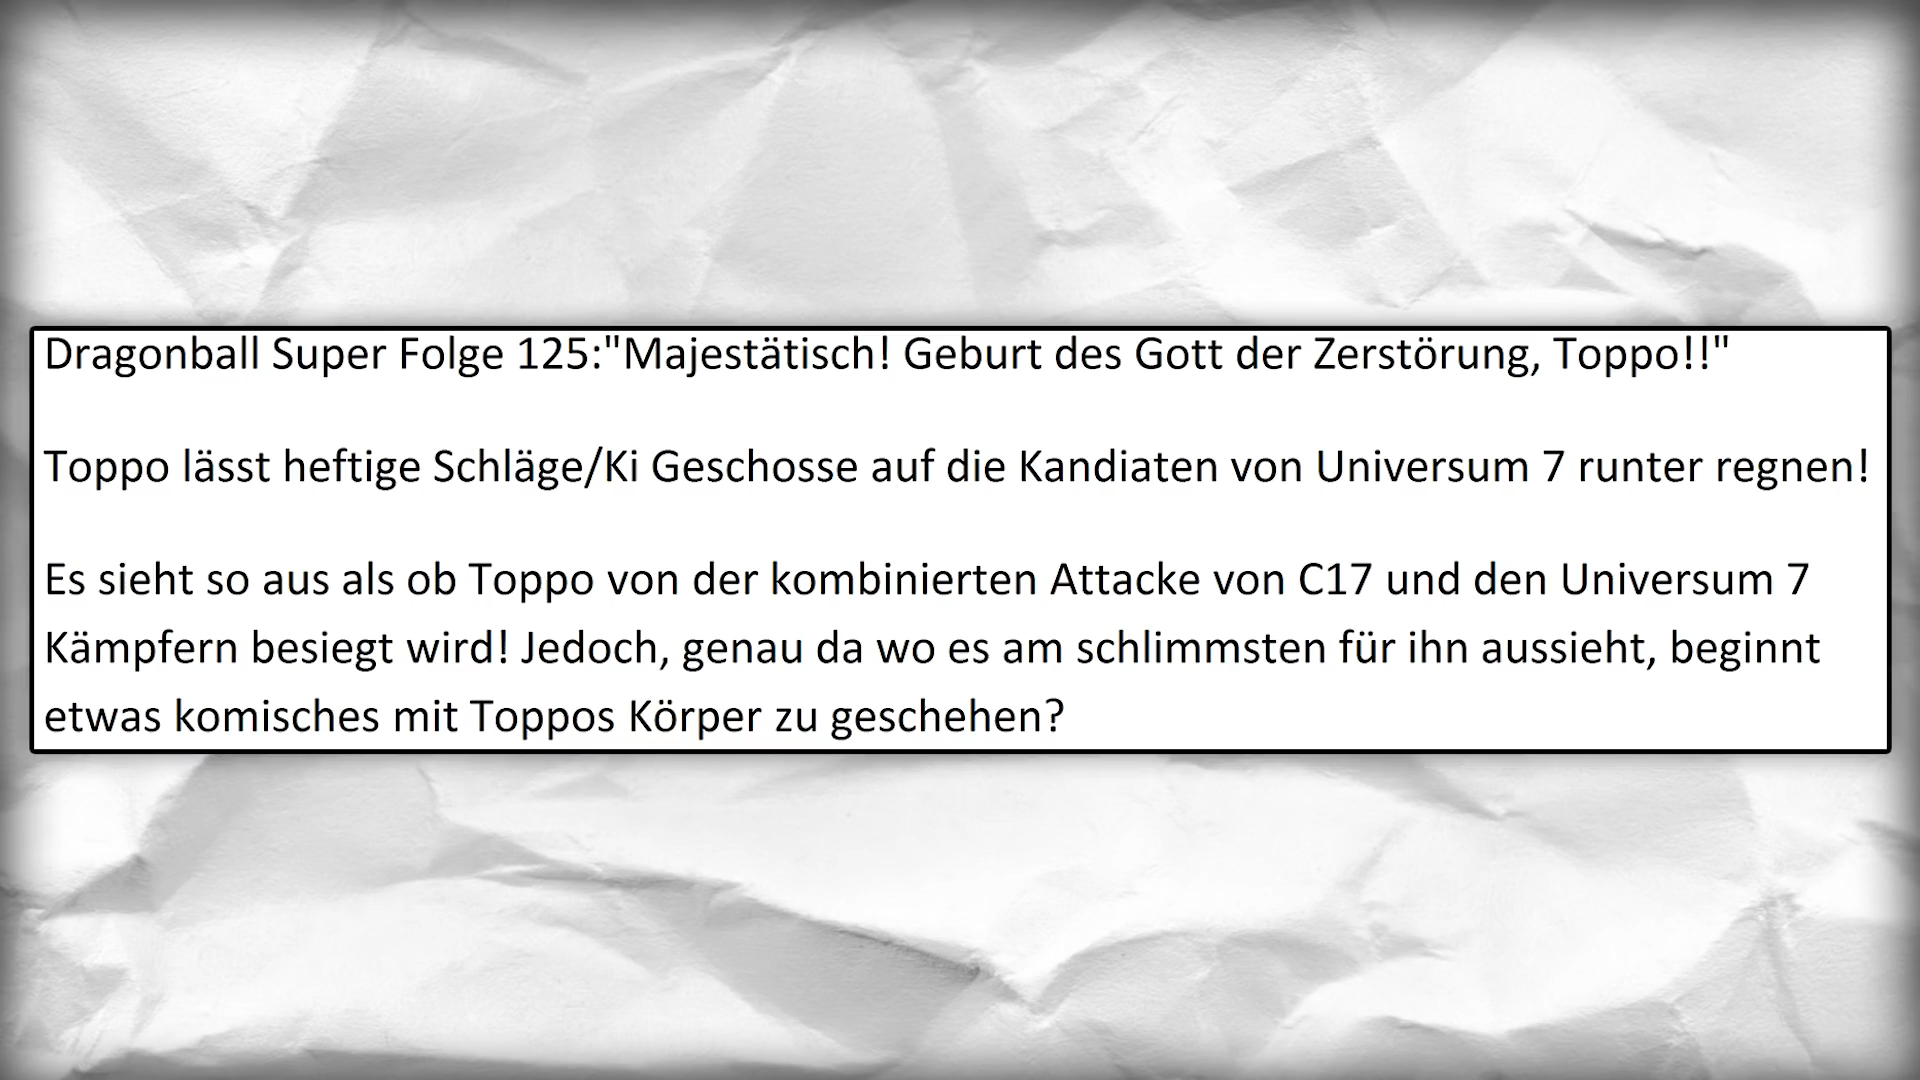 Dragonball Super Folge 125:"Majestätisch! Geburt des Gott der Zerstörung, Toppo!!"
Toppo lässt heftige Schläge/Ki Geschosse auf die Kandiaten von Universum 7 runter regnen!
Es sieht so aus als ob Toppo von der kombinierten Attacke von C17 und den Universum 7
Kämpfern besiegt wird! Jedoch, genau da wo es am schlimmsten für ihn aussieht, beginnt
etwas komisches mit Toppos Körper zu geschehen?